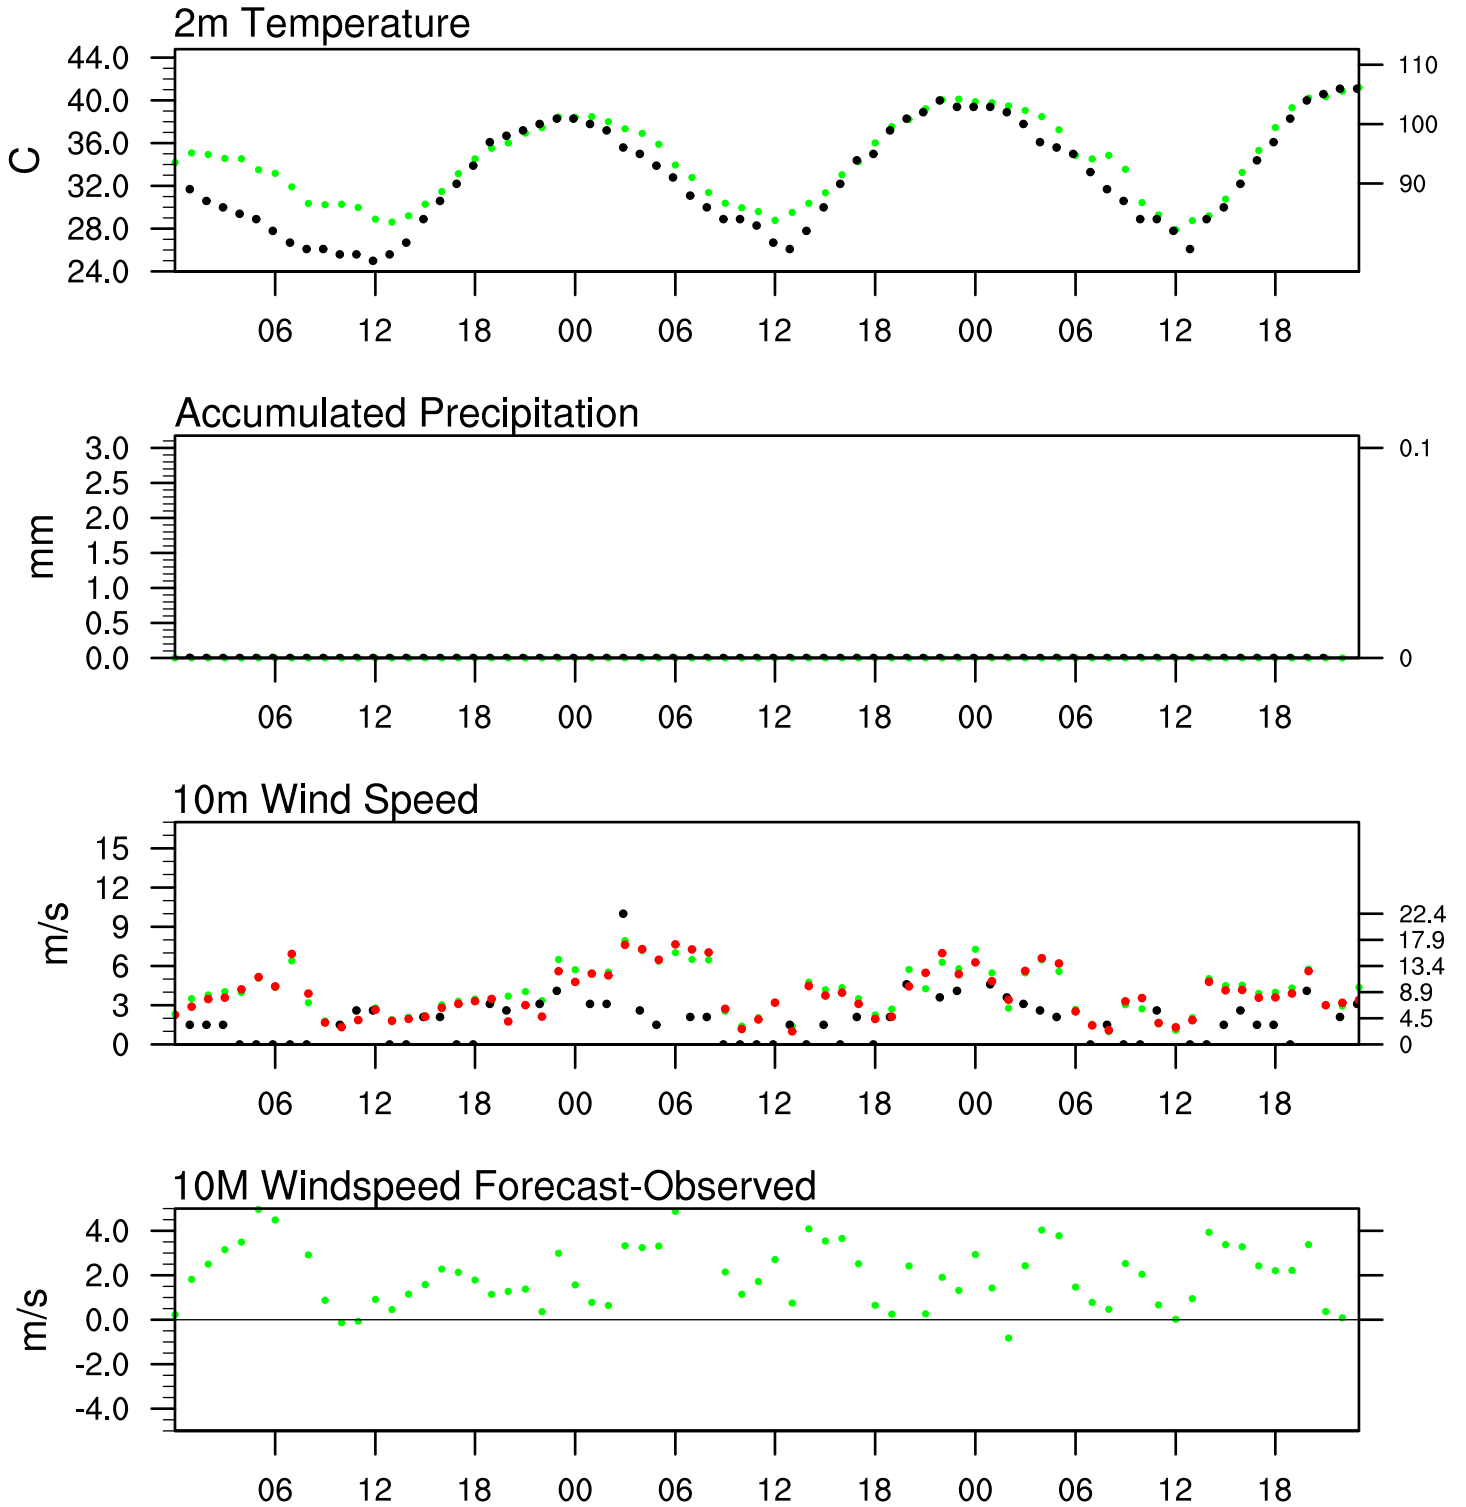 2m Temperature
44.0
40.0
36.0
32.0
28.0
24.0
C
110
100
90
06 12 18 00 06 12 18 00 06 12 18
Accumulated Precipitation
3.0
2.5
2.0
1.5
1.0
0.5
0.0
mm
0.1
0
06 12 18 00 06 12 18 00 06 12 18
10m Wind Speed
15
12
9
6
3
0
m/s
22.4
17.9
13.4
8.9
4.5
0
06 12 18 00 06 12 18 00 06 12 18
10M Windspeed Forecast-Observed
4.0
2.0
0.0
-2.0
-4.0
m/s
06 12 18 00 06 12 18 00 06 12 18